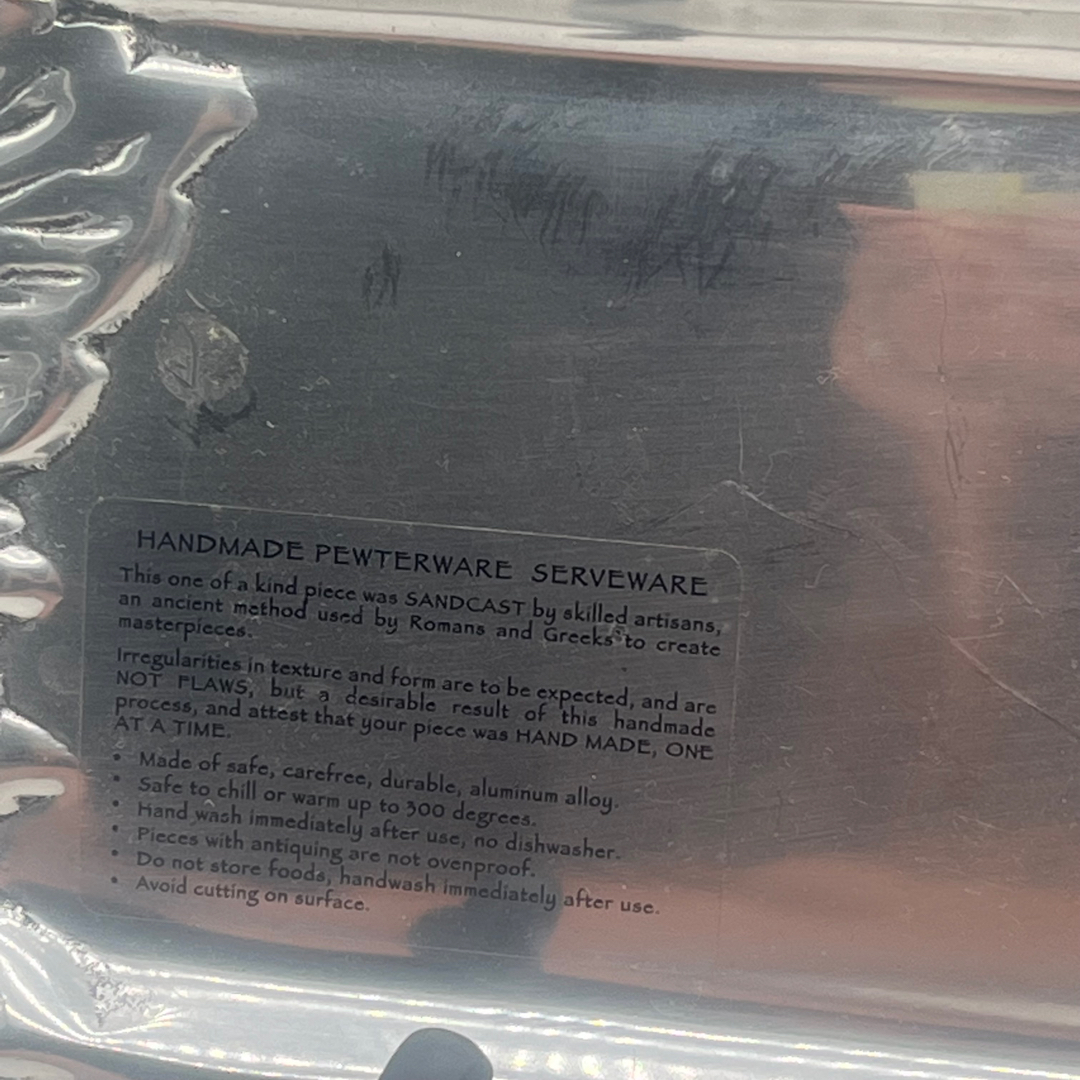 HANDMADE PEWTERWARE SERVEWARE
This one of a kind piece was SANDCAST by skilled artisans,
an ancient method used by Romans and Greeks to create
masterpieces.
Irregularities in texture and form are to be expected, and are
NOT FLAWS, but a desirable result of this handmade
process, and attest that your piece was HAND MADE, ONE
AT A TIME.
• Made of safe, carefree, durable, aluminum alloy.
• Safe to chill or warm up to 300 degrees.
• Hand wash immediately after use, no dishwasher.
• Pieces with antiquing are not ovenproof.
• Do not store foods, handwash immediately after use.
• Avoid cutting on surface.